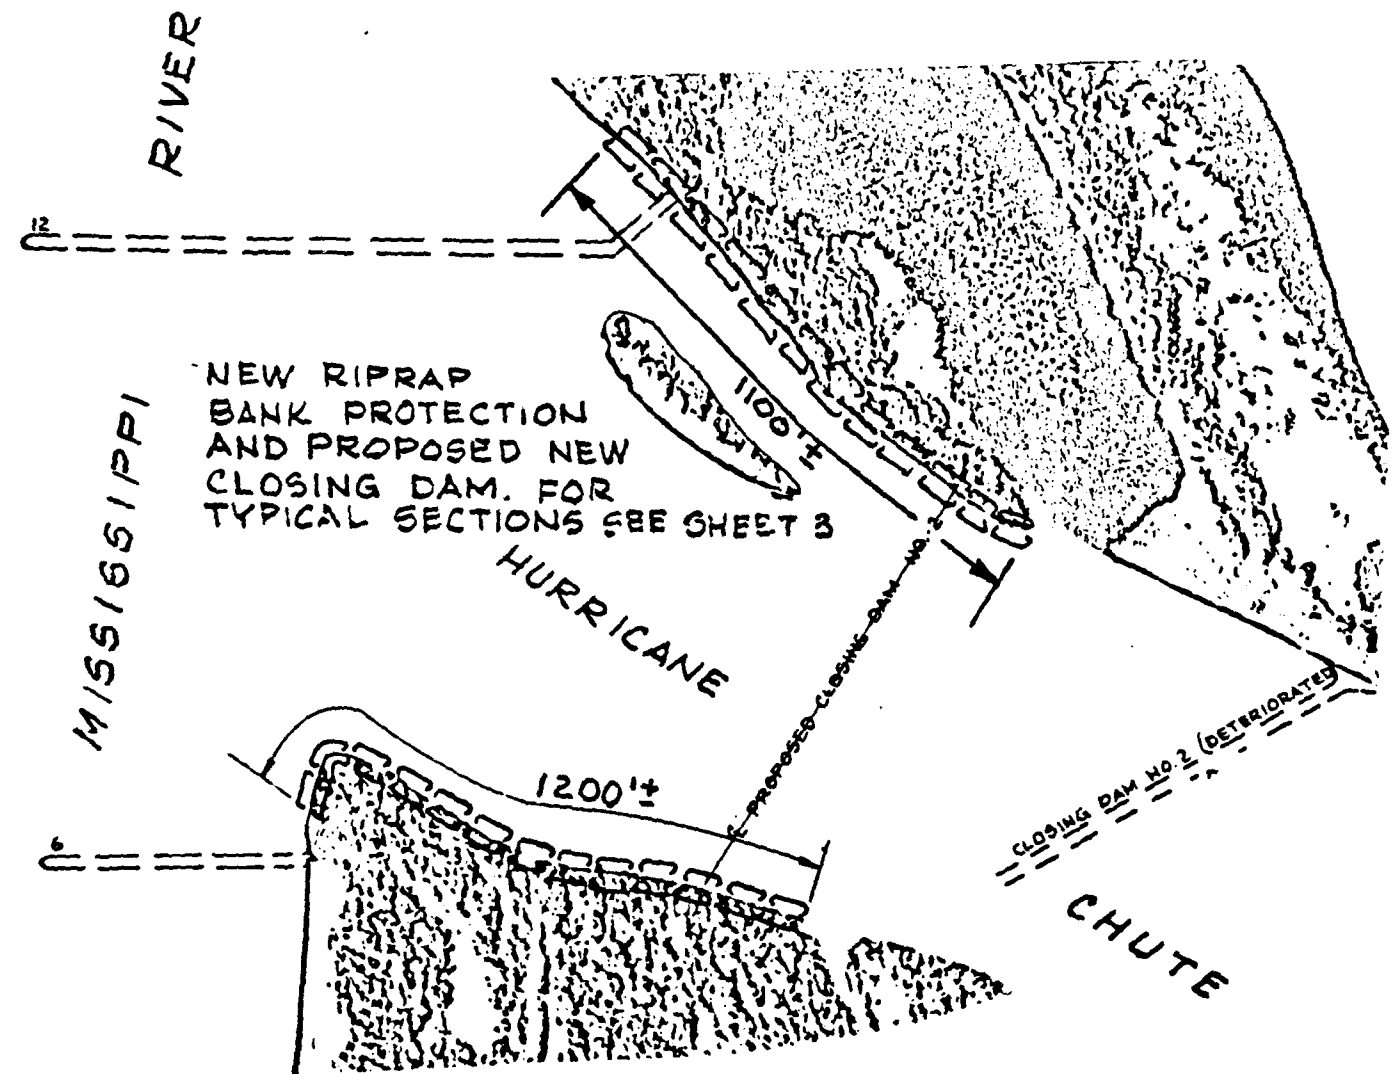 RIVER
12
MISSISSIPPI
NEW RIPRAP
BANK PROTECTION
AND PROPOSED NEW
CLOSING DAM. FOR
TYPICAL SECTIONS SEE SHEET 3
1100'±
HURRICANE
℄ PROPOSED CLOSING DAM NO.
1200'±
6
CLOSING DAM NO.2 (DETERIORATED)
CHUTE